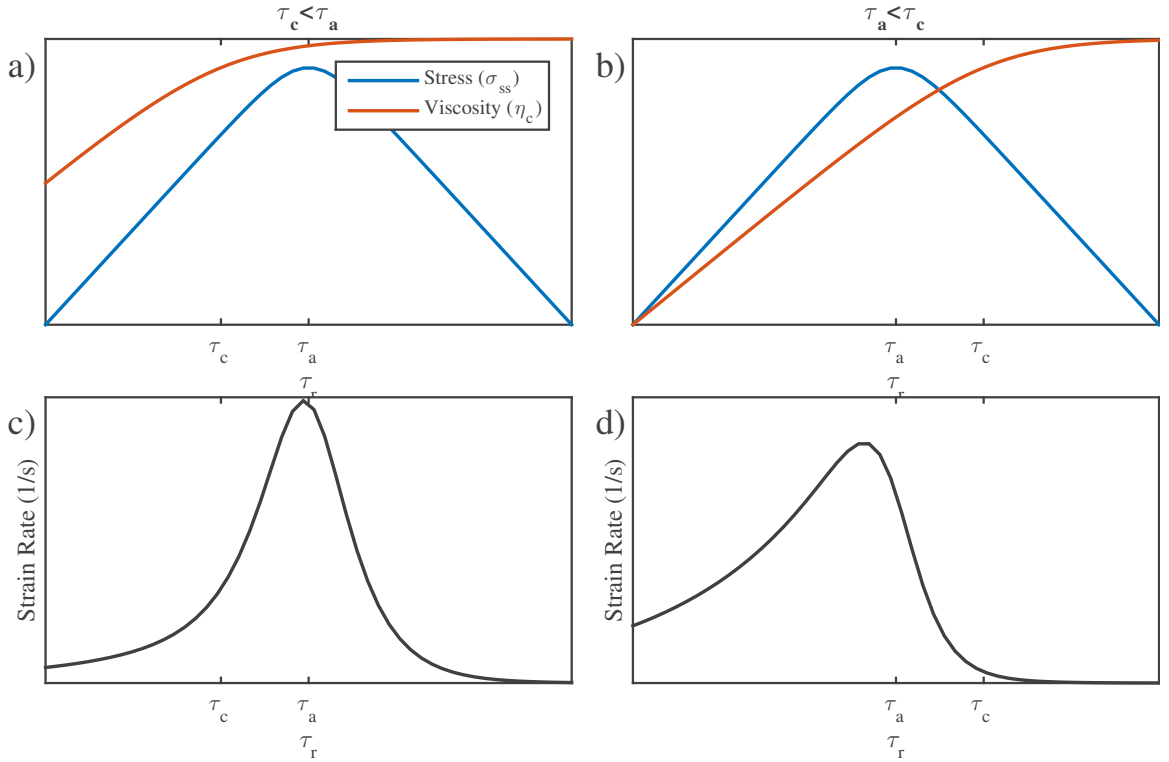 τc<τa
τa<τc
a)
Stress (σss)
Viscosity (ηc)
b)
τc
τa
τr
τa
τc
τr
c)
Strain Rate (1/s)
τc
τa
τr
d)
Strain Rate (1/s)
τa
τc
τr